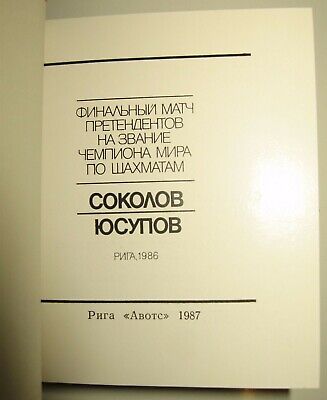 ФИНАЛЬНЫЙ МАТЧ
ПРЕТЕНДЕНТОВ
НА ЗВАНИЕ
ЧЕМПИОНА МИРА
ПО ШАХМАТАМ
СОКОЛОВ
ЮСУПОВ
РИГА, 1986
Рига «Авотс» 1987